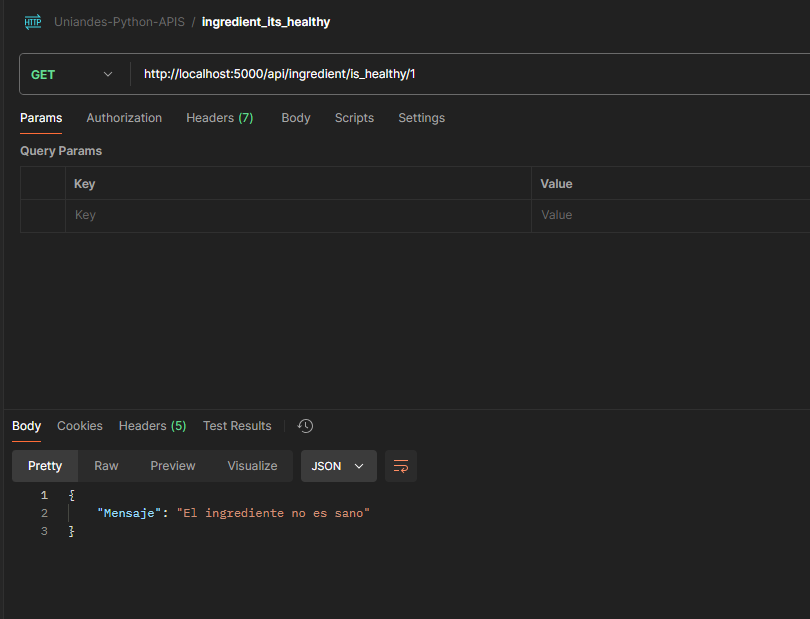 HTTP Uniandes-Python-APIS / ingredient_its_healthy
GET http://localhost:5000/api/ingredient/is_healthy/1
Params Authorization Headers (7) Body Scripts Settings
Query Params
Key Value
Key Value
Body Cookies Headers (5) Test Results
Pretty Raw Preview Visualize JSON
1 {
2 "Mensaje": "El ingrediente no es sano"
3 }